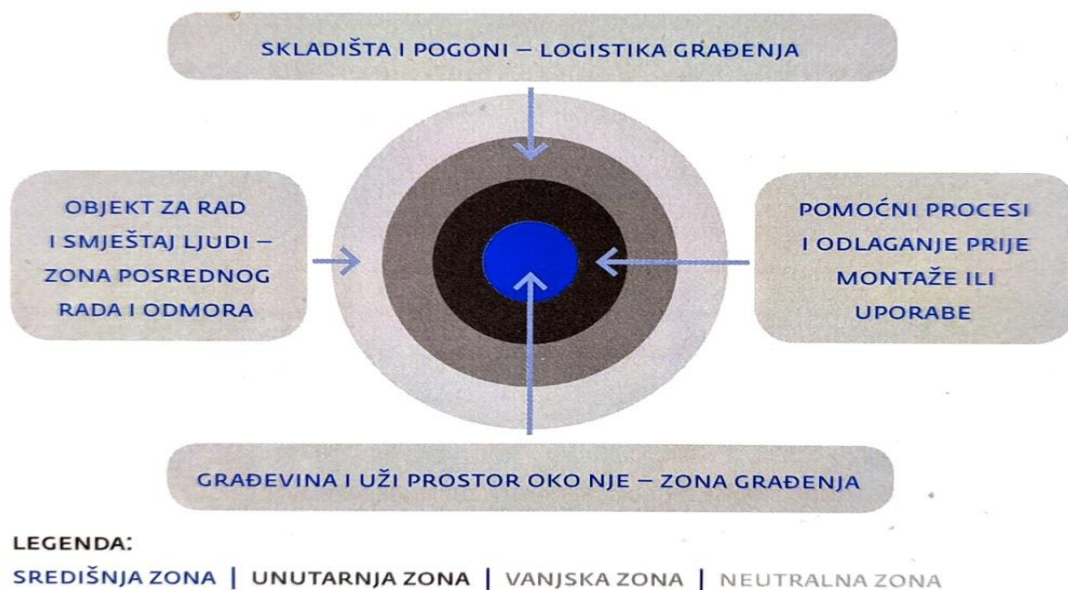 SKLADIŠTA I POGONI – LOGISTIKA GRAĐENJA
OBJEKT ZA RAD
I SMJEŠTAJ LJUDI –
ZONA POSREDNOG
RADA I ODMORA
POMOĆNI PROCESI
I ODLAGANJE PRIJE
MONTAŽE ILI
UPORABE
GRAĐEVINA I UŽI PROSTOR OKO NJE – ZONA GRAĐENJA
LEGENDA:
SREDIŠNJA ZONA | UNUTARNJA ZONA | VANJSKA ZONA | NEUTRALNA ZONA